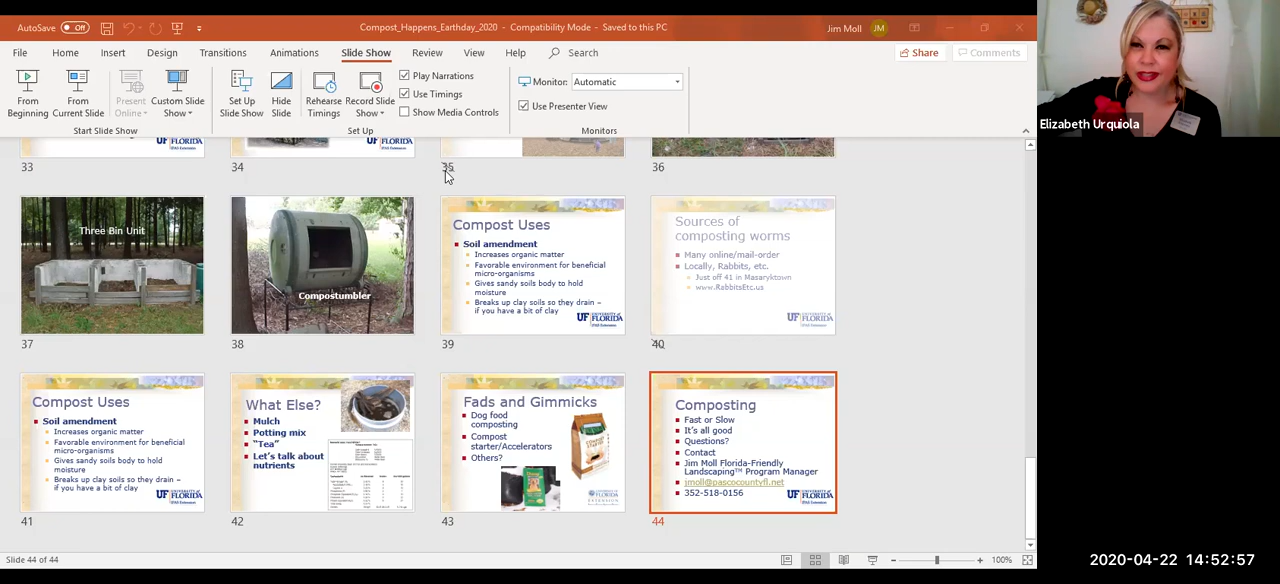 AutoSave Off
Compost_Happens_Earthday_2020 - Compatibility Mode - Saved to this PC
Jim Moll JM
File Home Insert Design Transitions Animations Slide Show Review View Help Search
Share Comments
From Beginning
From Current Slide
Present Online
Custom Slide Show
Start Slide Show
Set Up Slide Show
Hide Slide
Rehearse Timings
Record Slide Show
Play Narrations
Use Timings
Show Media Controls
Set Up
Monitor: Automatic
Use Presenter View
Monitors
Elizabeth Urquiola
33
34
35
36
Three Bin Unit
37
Compostumbler
38
Compost Uses
Soil amendment
Increases organic matter
Favorable environment for beneficial
micro-organisms
Gives sandy soils body to hold
moisture
Breaks up clay soils so they drain –
if you have a bit of clay
UF FLORIDA
39
Sources of
composting worms
Many online/mail-order
Locally, Rabbits, etc.
Just off 41 in Masaryktown
www.RabbitsEtc.us
UF FLORIDA
40
Compost Uses
Soil amendment
Increases organic matter
Favorable environment for beneficial
micro-organisms
Gives sandy soils body to hold
moisture
Breaks up clay soils so they drain –
if you have a bit of clay
UF FLORIDA
41
What Else?
Mulch
Potting mix
"Tea"
Let's talk about
nutrients
42
Fads and Gimmicks
Dog food
composting
Compost
starter/Accelerators
Others?
43
Composting
Fast or Slow
It's all good
Questions?
Contact
Jim Moll Florida-Friendly
Landscaping™ Program Manager
jmoll@pascocountyfl.net
352-518-0156
UF FLORIDA
44
Slide 44 of 44
100%
2020-04-22 14:52:57